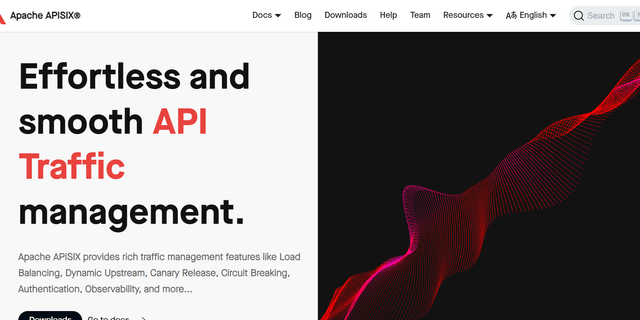 Apache APISIX® Docs Blog Downloads Help Team Resources English Search
Effortless and
smooth API
Traffic
management.
Apache APISIX provides rich traffic management features like Load
Balancing, Dynamic Upstream, Canary Release, Circuit Breaking,
Authentication, Observability, and more...
Downloads Go to docs